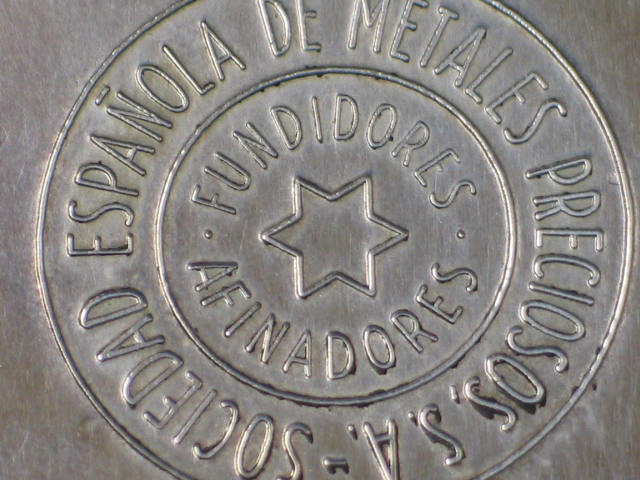 SOCIEDAD ESPAÑOLA DE METALES PRECIOSOS, S.A.-
FUNDIDORES
AFINADORES